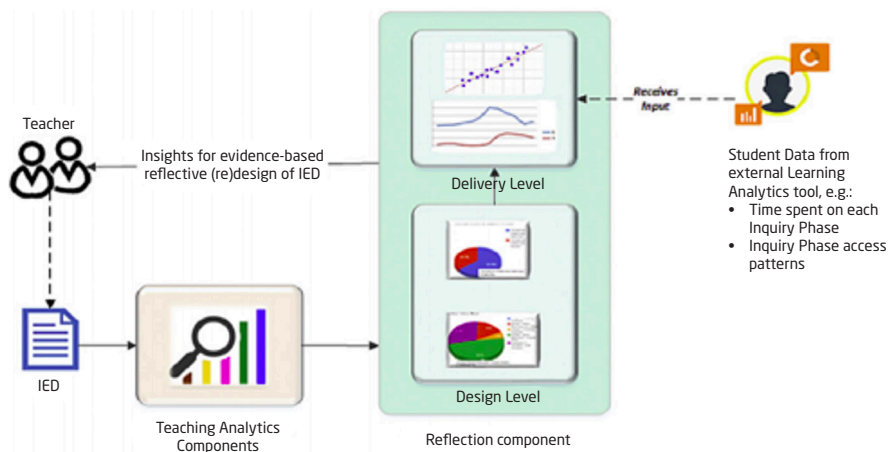 Teacher
Insights for evidence-based
reflective (re)design of IED
IED
Teaching Analytics
Components
Delivery Level
Design Level
Reflection component
Receives
Input
Student Data from
external Learning
Analytics tool, e.g.:
• Time spent on each
Inquiry Phase
• Inquiry Phase access
patterns